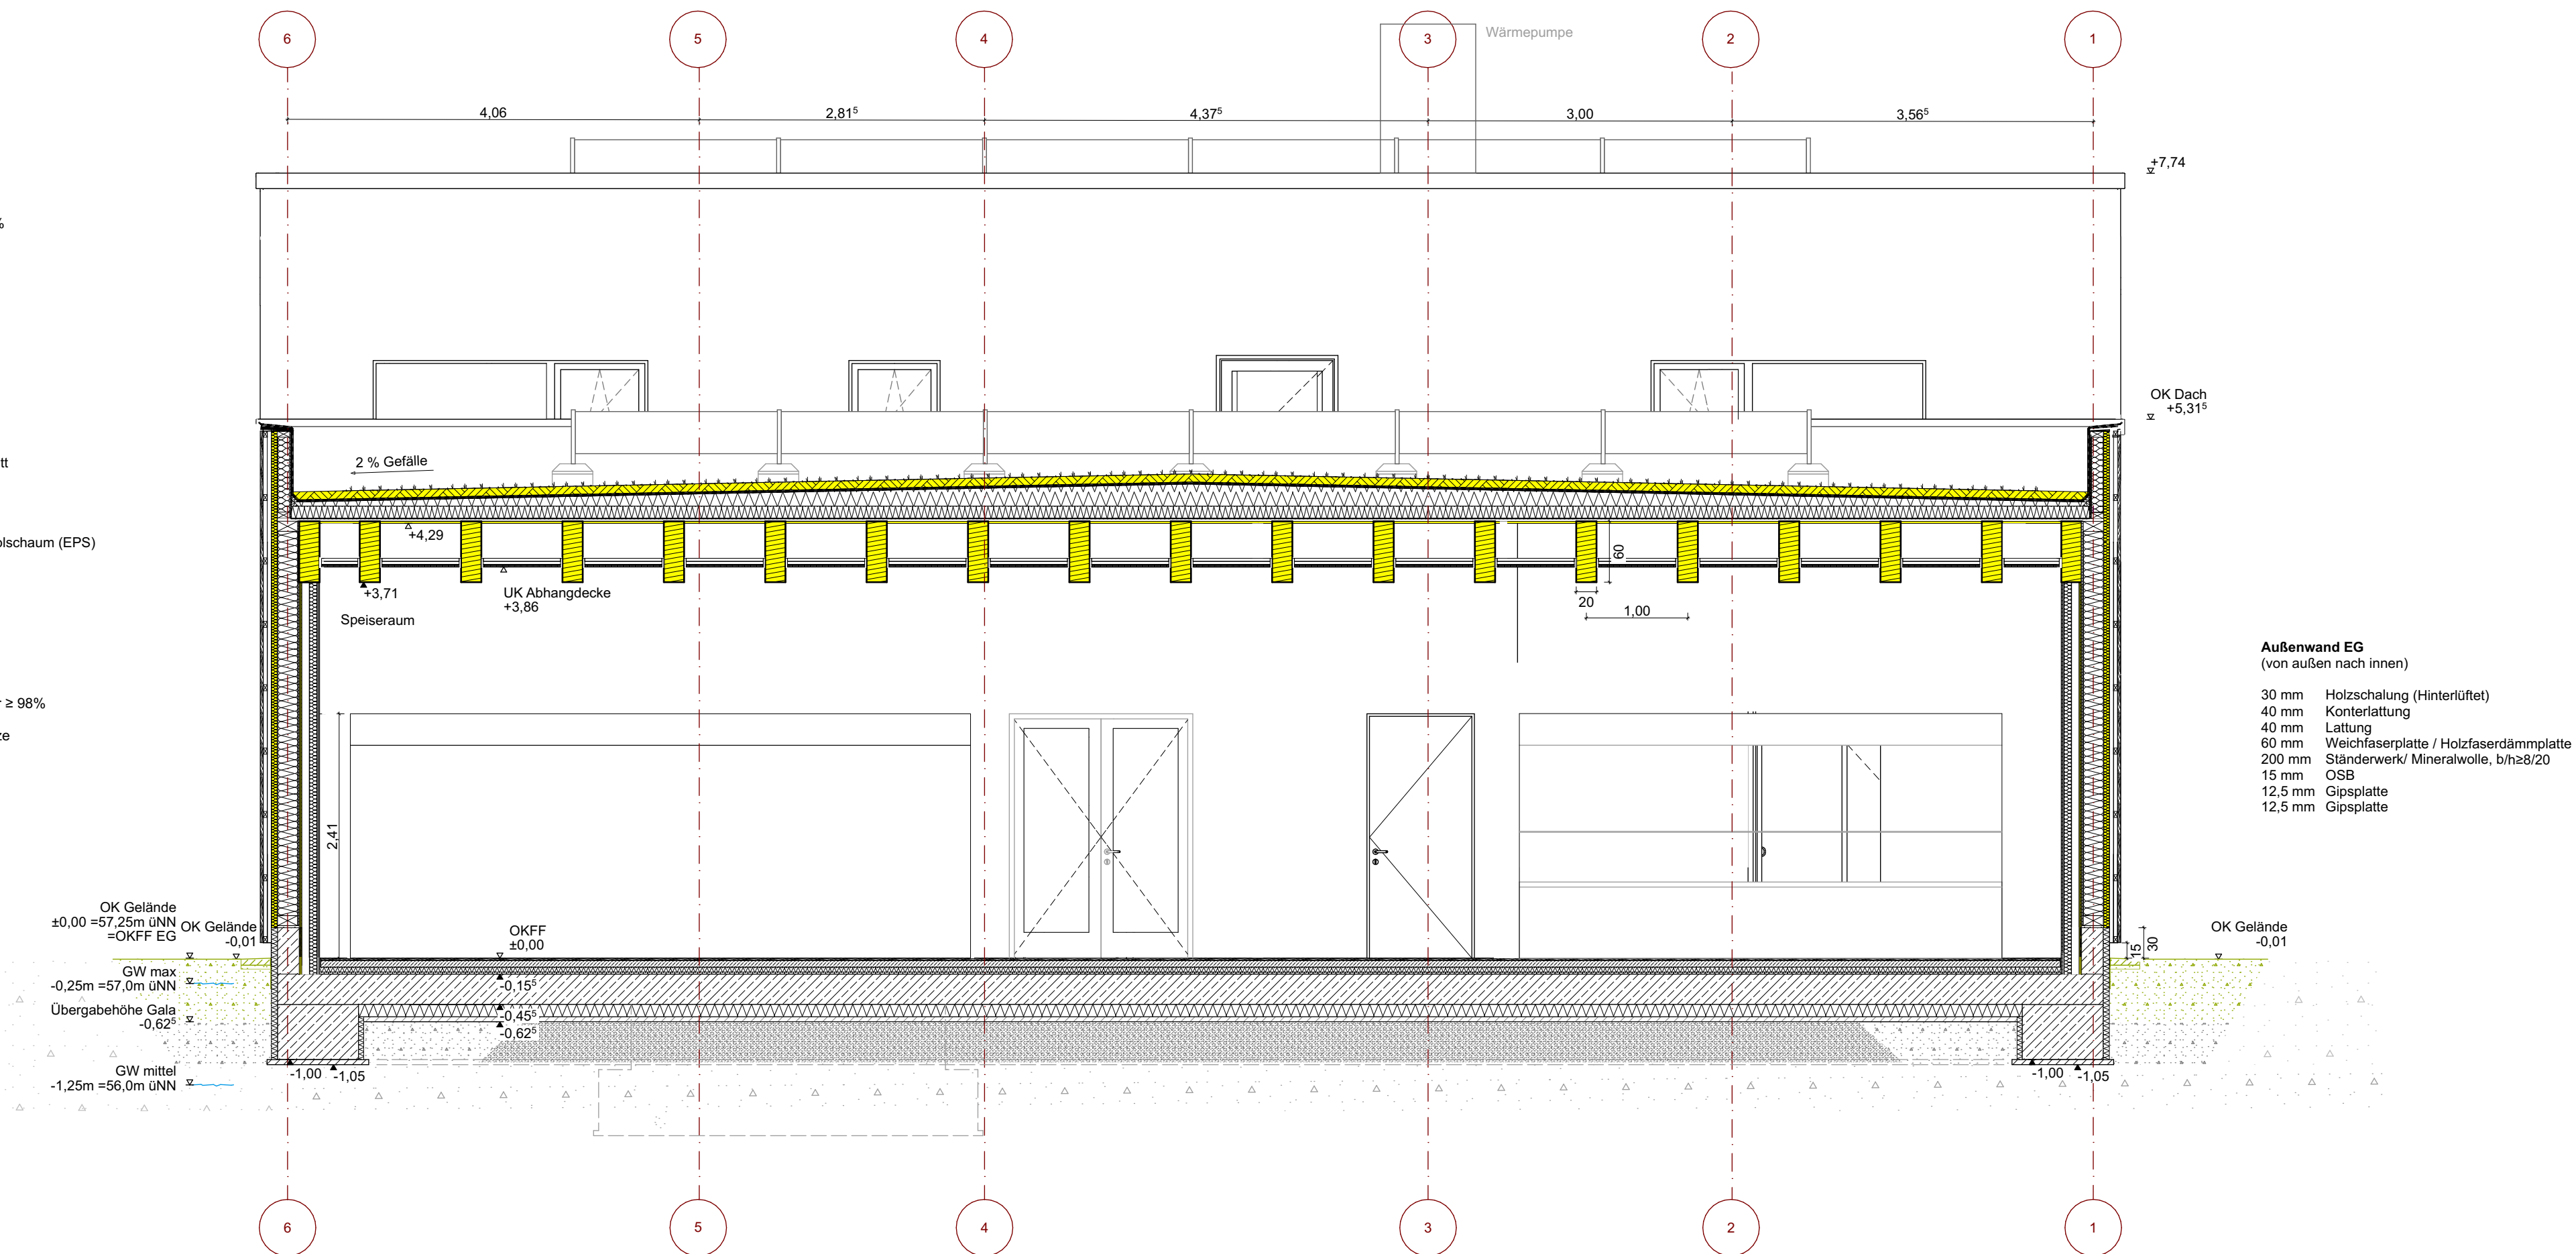 6
5
4
3
2
1
Wärmepumpe
4,06
2,81⁵
4,37⁵
3,00
3,56⁵
+7,74
%
OK Dach
+5,31⁵
2 % Gefälle
tt
olschaum (EPS)
+4,29
60
+3,71
UK Abhangdecke
+3,86
20
1,00
Speiseraum
Außenwand EG
(von außen nach innen)
30 mm Holzschalung (Hinterlüftet)
40 mm Konterlattung
40 mm Lattung
60 mm Weichfaserplatte / Holzfaserdämmplatte
200 mm Ständerwerk/ Mineralwolle, b/h≥8/20
15 mm OSB
12,5 mm Gipsplatte
12,5 mm Gipsplatte
≥ 98%
ze
2,41
OK Gelände
±0,00 =57,25m üNN
=OKFF EG
OK Gelände
-0,01
OKFF
±0,00
15
30
OK Gelände
-0,01
GW max
-0,25m =57,0m üNN
-0,15⁵
Übergabehöhe Gala
-0,62⁵
-0,45⁵
-0,62⁵
GW mittel
-1,25m =56,0m üNN
-1,00
-1,05
-1,00
-1,05
6
5
4
3
2
1